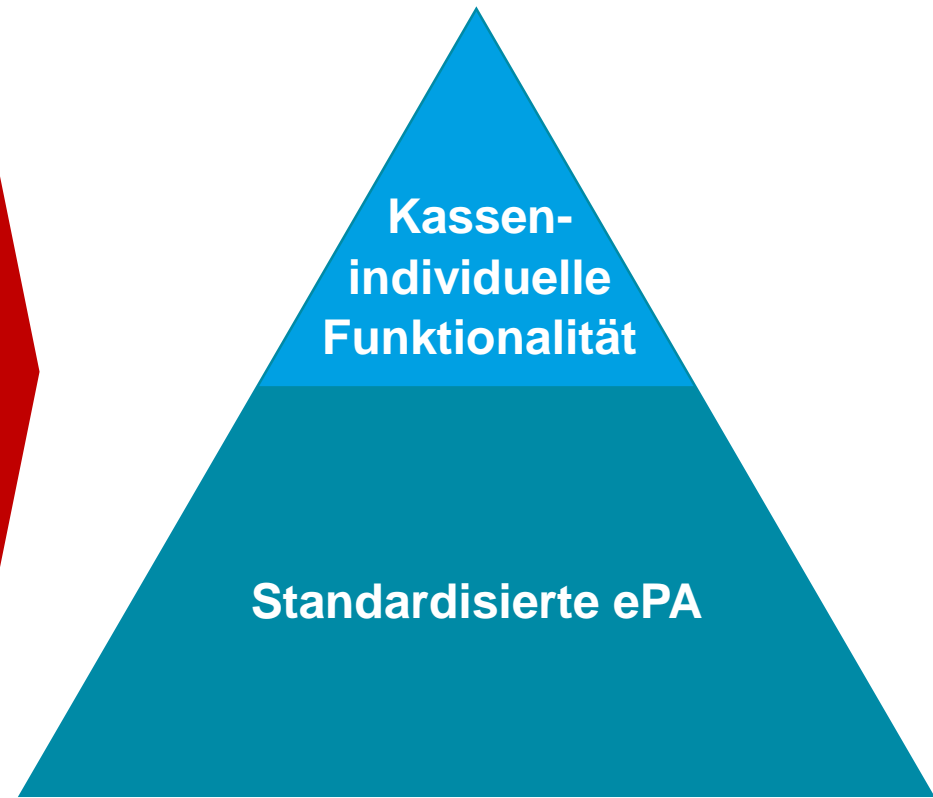 Kassen-
individuelle
Funktionalität
Standardisierte ePA